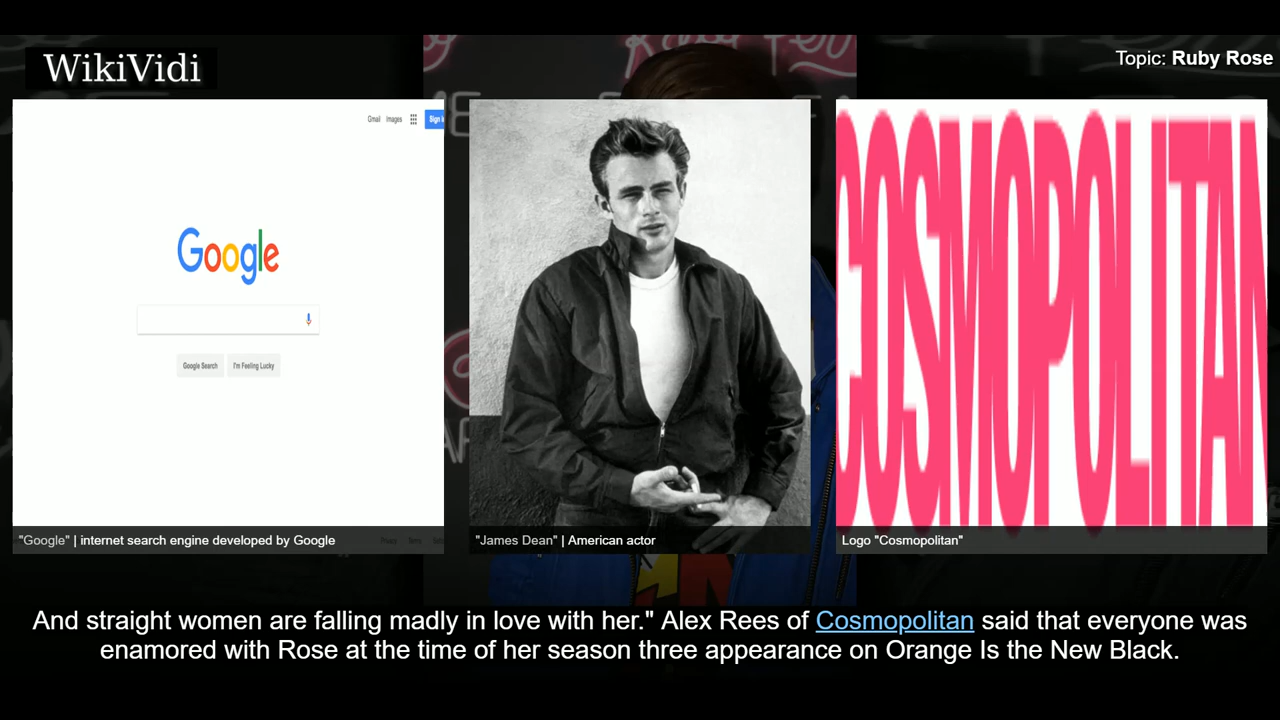 WikiVidi
Topic: Ruby Rose
Gmail Images Sign in
Google
Google Search I'm Feeling Lucky
COSMOPOLITAN
"Google" | internet search engine developed by Google
"James Dean" | American actor
Logo "Cosmopolitan"
And straight women are falling madly in love with her." Alex Rees of Cosmopolitan said that everyone was
enamored with Rose at the time of her season three appearance on Orange Is the New Black.